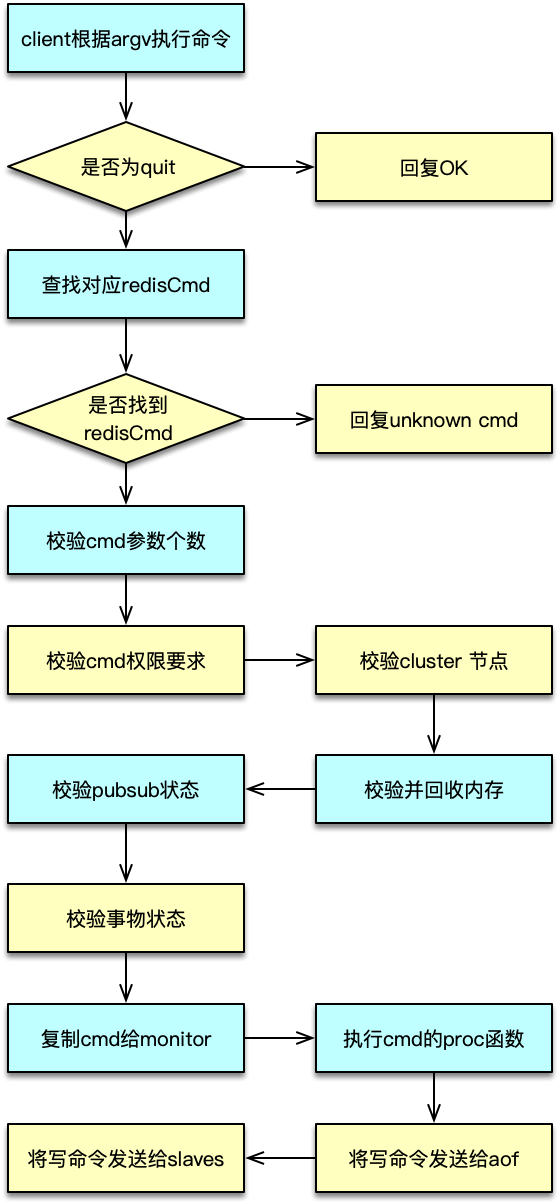 client根据argv执行命令
是否为quit
回复OK
查找对应redisCmd
是否找到
redisCmd
回复unknown cmd
校验cmd参数个数
校验cmd权限要求
校验cluster 节点
校验pubsub状态
校验并回收内存
校验事物状态
复制cmd给monitor
执行cmd的proc函数
将写命令发送给slaves
将写命令发送给aof